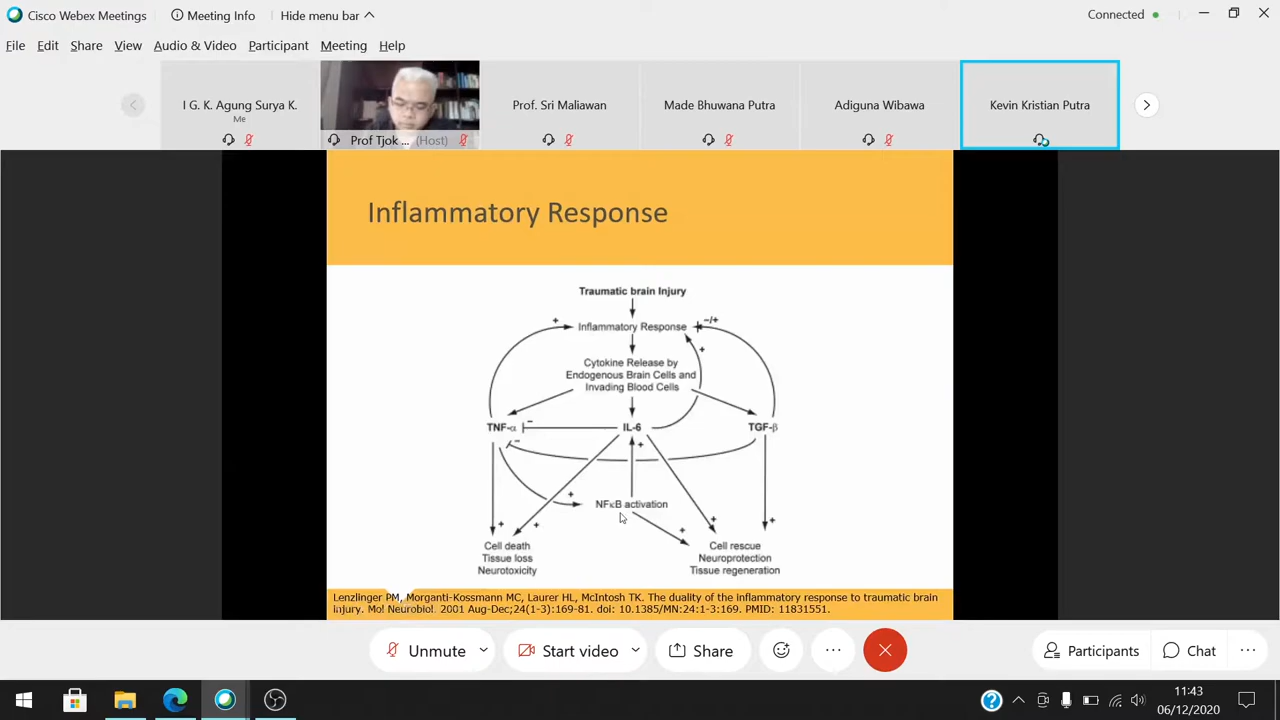 Cisco Webex Meetings Meeting Info Hide menu bar Connected
File Edit Share View Audio & Video Participant Meeting Help
I G. K. Agung Surya K.
Me
Prof Tjok ... (Host)
Prof. Sri Maliawan
Made Bhuwana Putra
Adiguna Wibawa
Kevin Kristian Putra
Inflammatory Response
Traumatic brain Injury
+ Inflammatory Response −/+
+
Cytokine Release by
Endogenous Brain Cells and
Invading Blood Cells
TNF-α − IL-6 TGF-β
− +
+ NFκB activation
+ + + + +
Cell death
Tissue loss
Neurotoxicity
Cell rescue
Neuroprotection
Tissue regeneration
Lenzlinger PM, Morganti-Kossmann MC, Laurer HL, McIntosh TK. The duality of the inflammatory response to traumatic brain
injury. Mol Neurobiol. 2001 Aug-Dec;24(1-3):169-81. doi: 10.1385/MN:24:1-3:169. PMID: 11831551.
Unmute Start video Share ... Participants Chat ...
11:43
06/12/2020